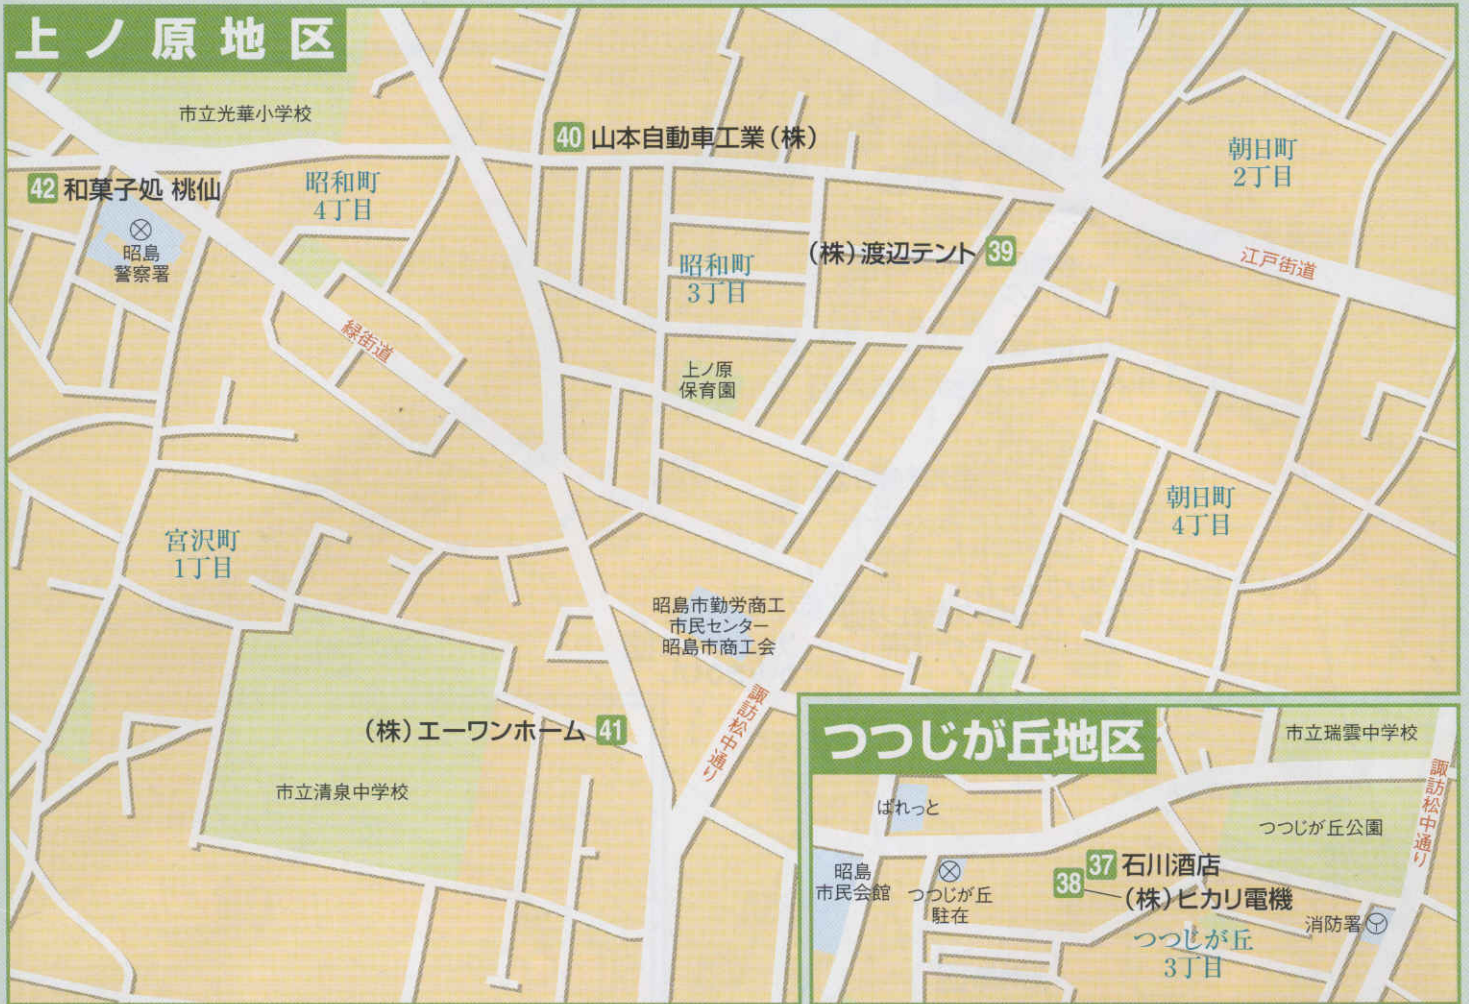 上ノ原地区
市立光華小学校
40 山本自動車工業(株)
朝日町
2丁目
42 和菓子処 桃仙
昭和町
4丁目
昭島
警察署
(株)渡辺テント 39
昭和町
3丁目
江戸街道
緑街道
上ノ原
保育園
朝日町
4丁目
宮沢町
1丁目
昭島市勤労商工
市民センター
昭島市商工会
諏訪松中通り
(株)エーワンホーム 41
市立清泉中学校
つつじが丘地区
市立瑞雲中学校
諏訪松中通り
ぱれっと
つつじが丘公園
昭島
市民会館
つつじが丘
駐在
37 石川酒店
38 (株)ヒカリ電機
消防署
つつじが丘
3丁目